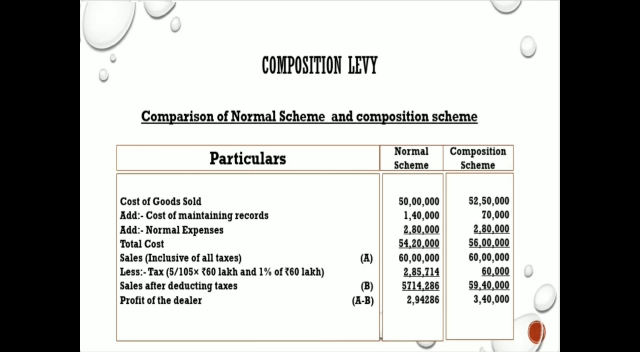 COMPOSITION LEVY
Comparison of Normal Scheme and composition scheme
Particulars Normal Scheme Composition Scheme
Cost of Goods Sold 50,00,000 52,50,000
Add:- Cost of maintaining records 1,40,000 70,000
Add:- Normal Expenses 2,80,000 2,80,000
Total Cost 54,20,000 56,00,000
Sales (Inclusive of all taxes) (A) 60,00,000 60,00,000
Less:- Tax (5/105× ₹60 lakh and 1% of ₹60 lakh) 2,85,714 60,000
Sales after deducting taxes (B) 5714,286 59,40,000
Profit of the dealer (A-B) 2,94286 3,40,000